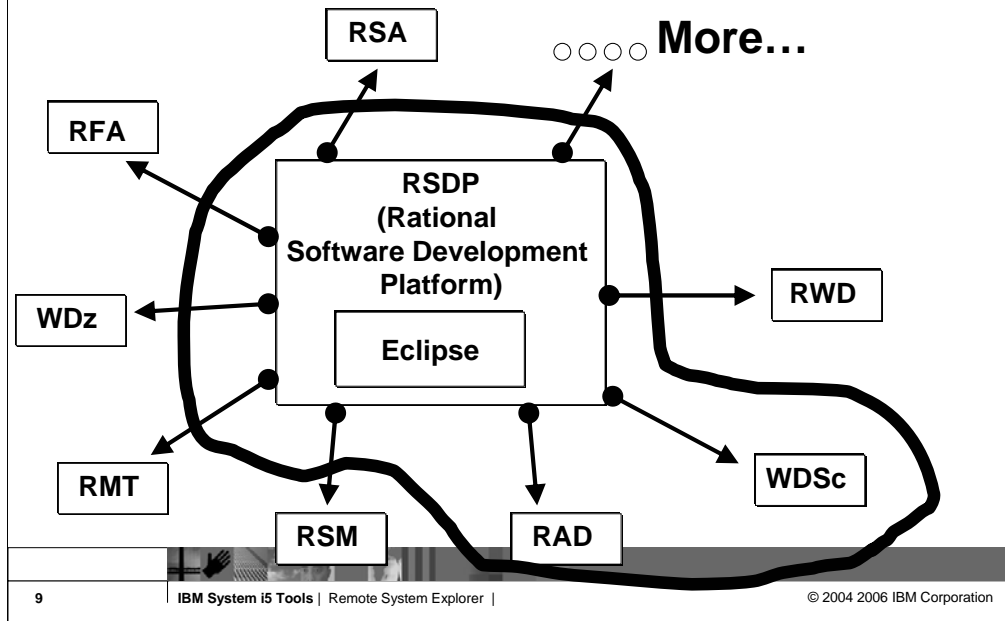 RSA
More…
RFA
RSDP
(Rational
Software Development
Platform)
Eclipse
WDz
RWD
RMT
WDSc
RSM
RAD
9
IBM System i5 Tools | Remote System Explorer |
© 2004 2006 IBM Corporation